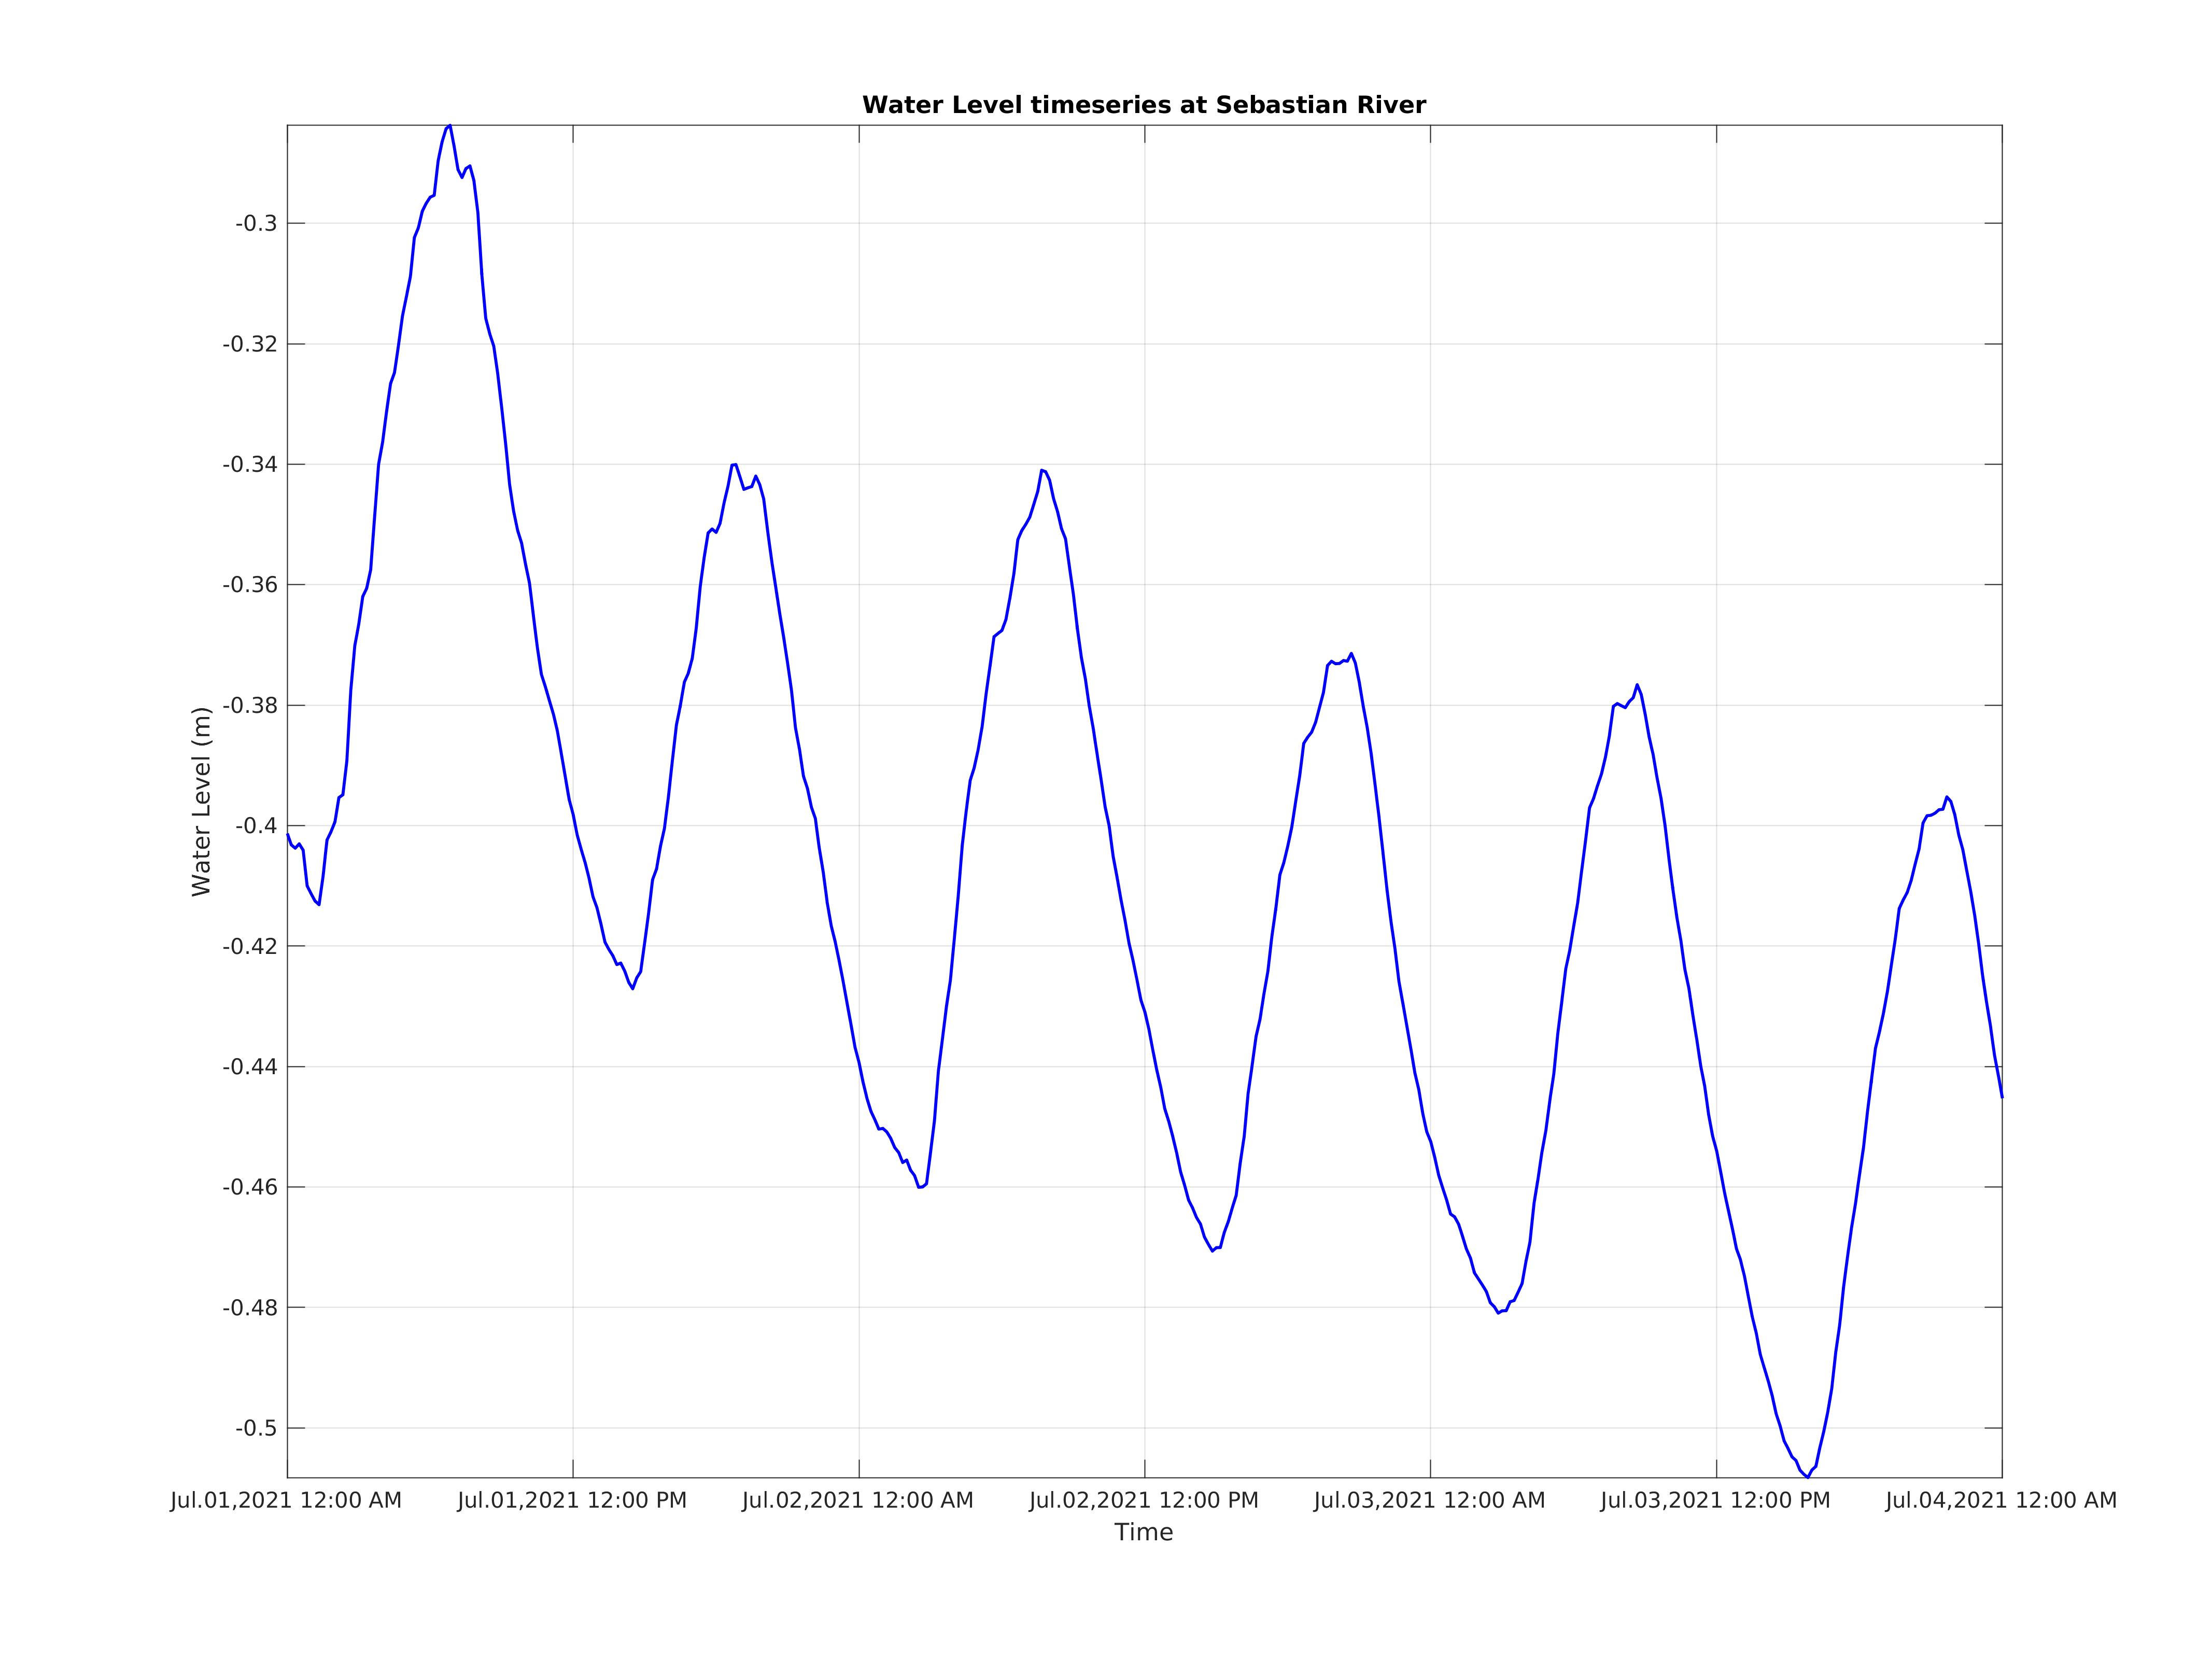 Water Level timeseries at Sebastian River
-0.3
-0.32
-0.34
-0.36
-0.38
-0.4
-0.42
-0.44
-0.46
-0.48
-0.5
Water Level (m)
Jul.01,2021 12:00 AM
Jul.01,2021 12:00 PM
Jul.02,2021 12:00 AM
Jul.02,2021 12:00 PM
Jul.03,2021 12:00 AM
Jul.03,2021 12:00 PM
Jul.04,2021 12:00 AM
Time